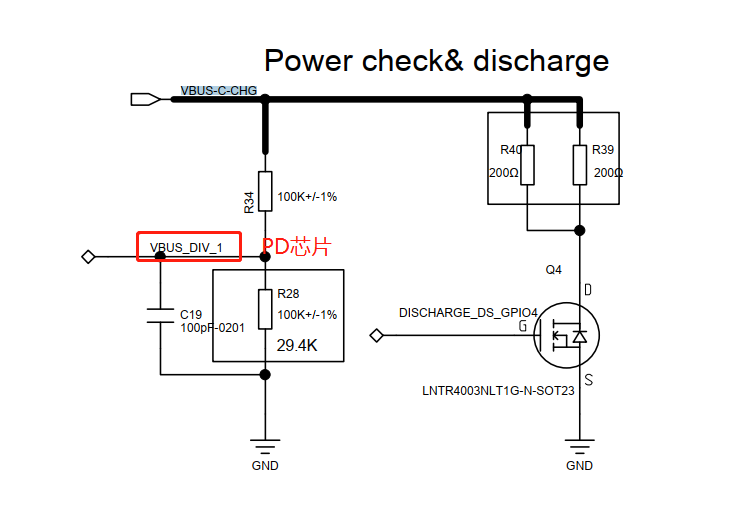 Power check& discharge
VBUS-C-CHG
R34
100K+/-1%
R40
200Ω
R39
200Ω
VBUS_DIV_1
PD芯片
C19
100pF-0201
R28
100K+/-1%
29.4K
GND
Q4
D
DISCHARGE_DS_GPIO4
G
S
LNTR4003NLT1G-N-SOT23
GND